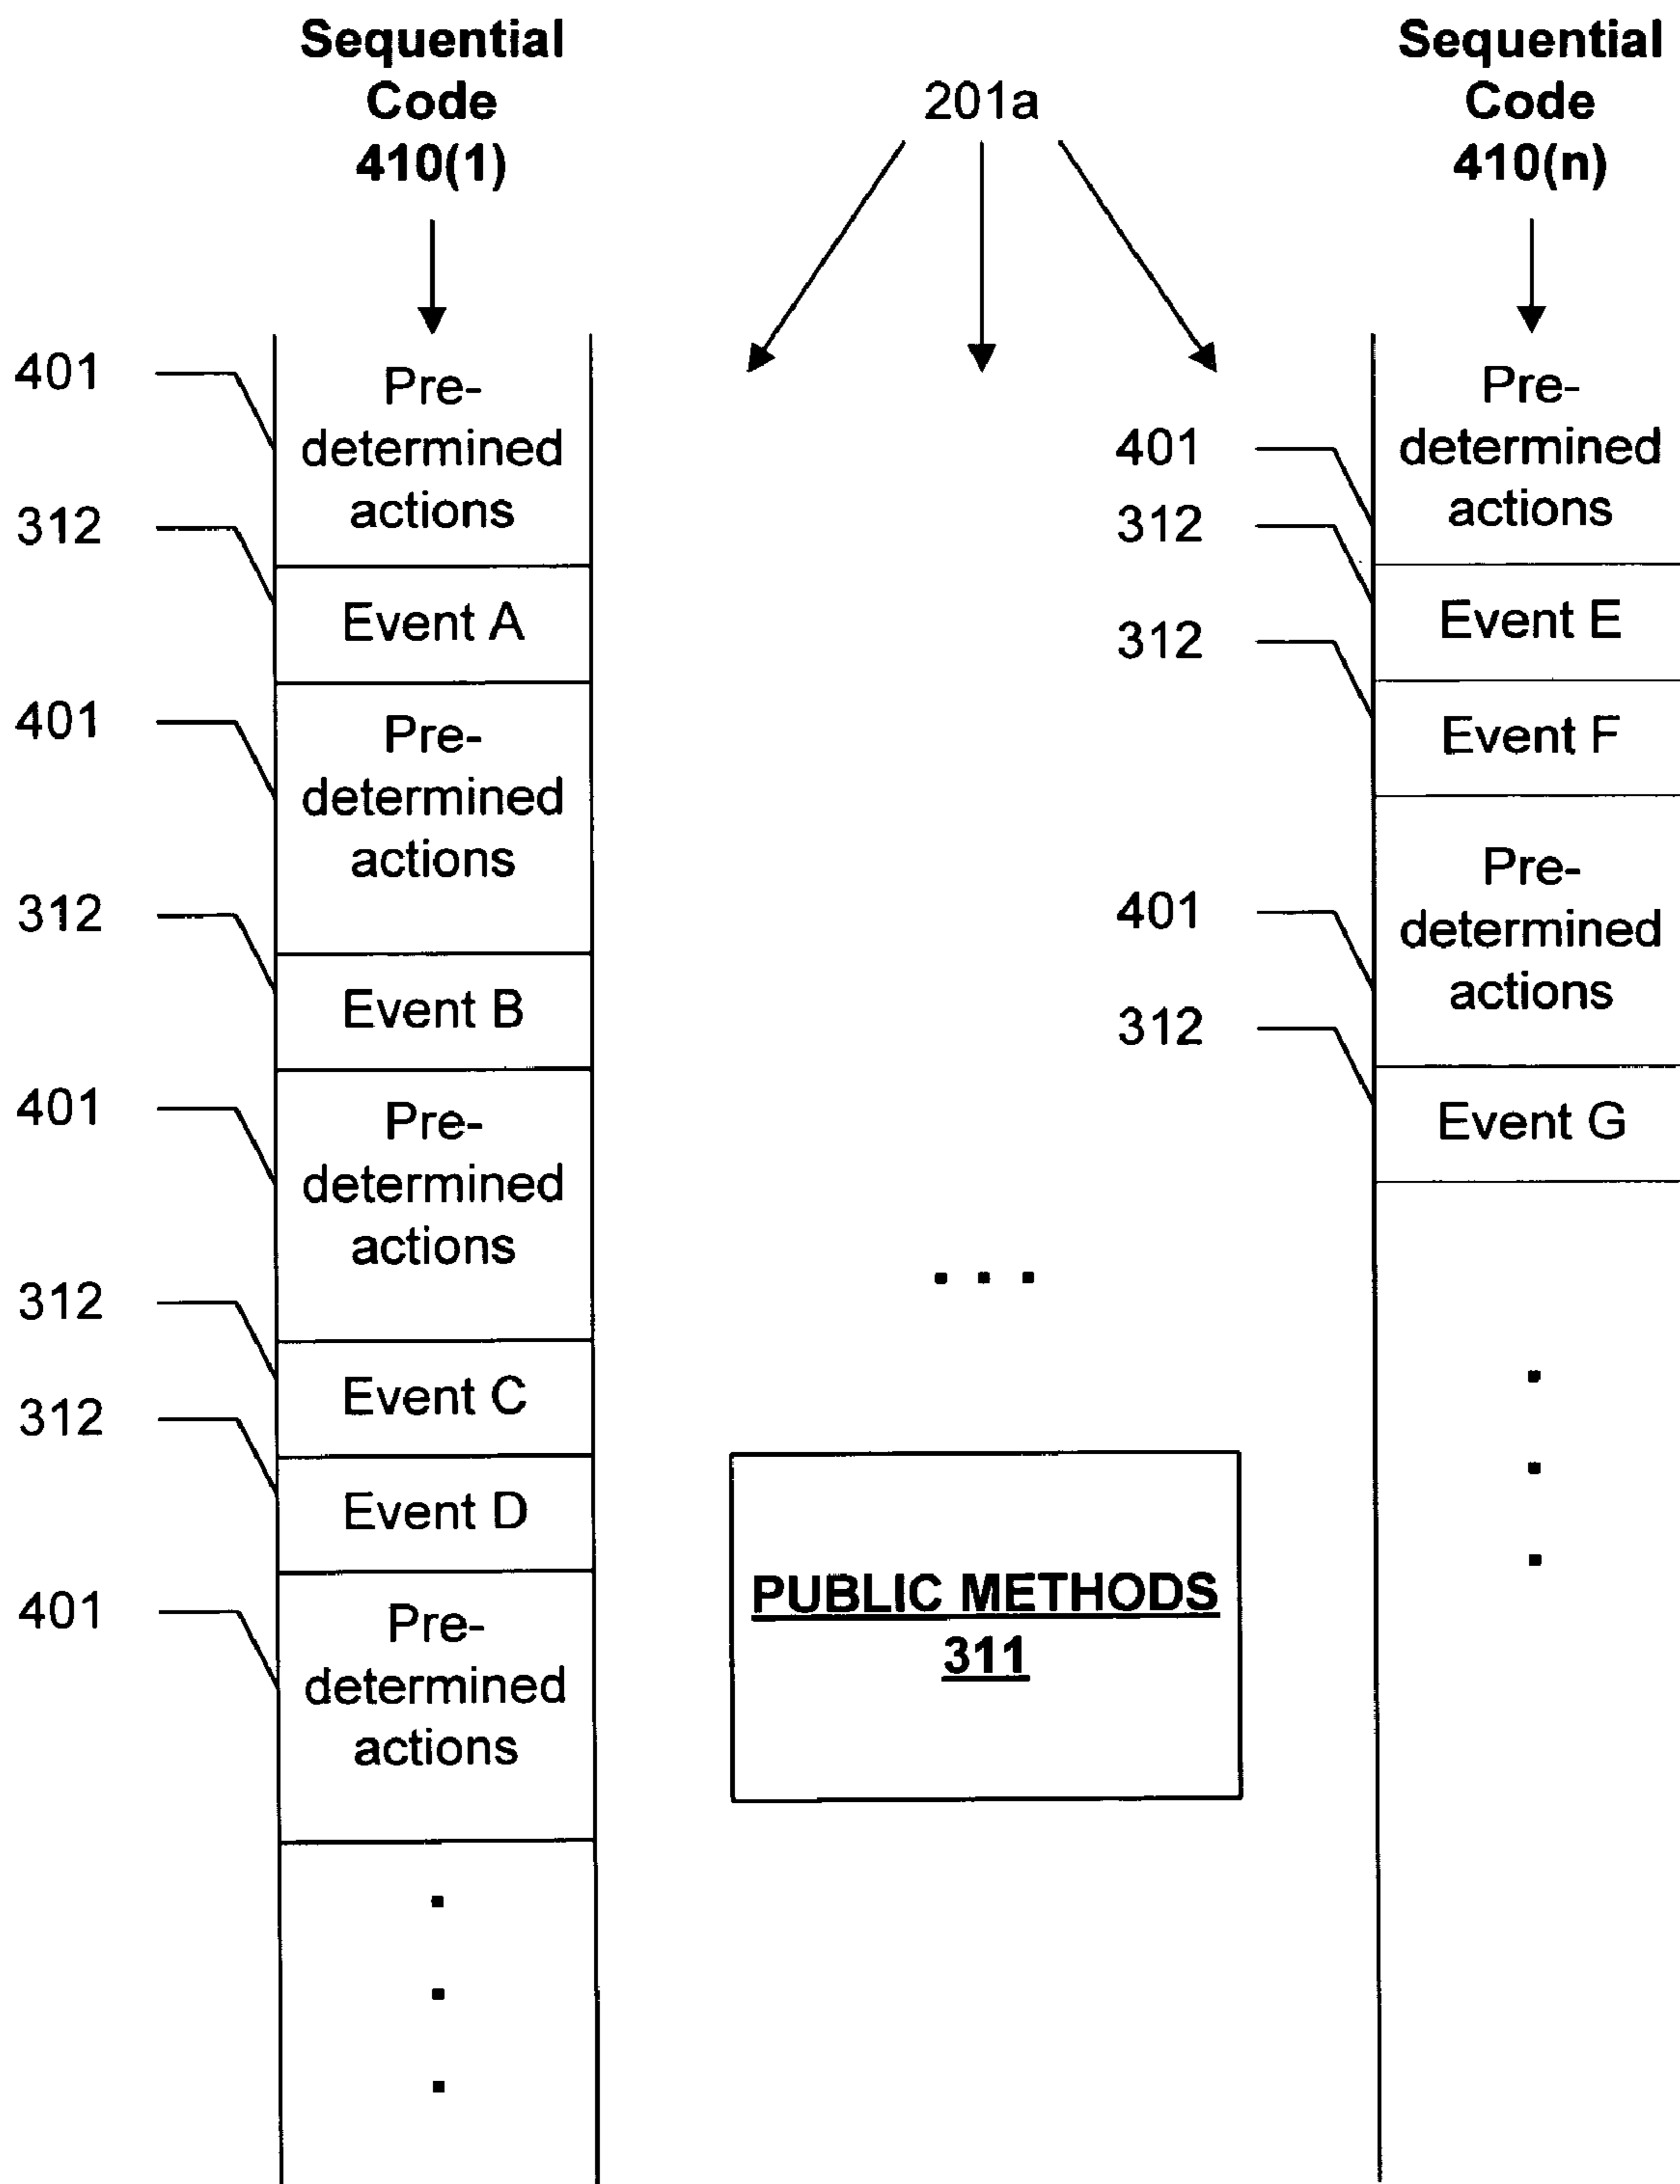 Sequential
Code
410(1)
201a
Sequential
Code
410(n)
401
Pre-
determined
actions
312
Event A
401
Pre-
determined
actions
312
Event B
401
Pre-
determined
actions
312
Event C
312
Event D
401
Pre-
determined
actions
. . .
PUBLIC METHODS
311
401
Pre-
determined
actions
312
Event E
312
Event F
401
Pre-
determined
actions
312
Event G